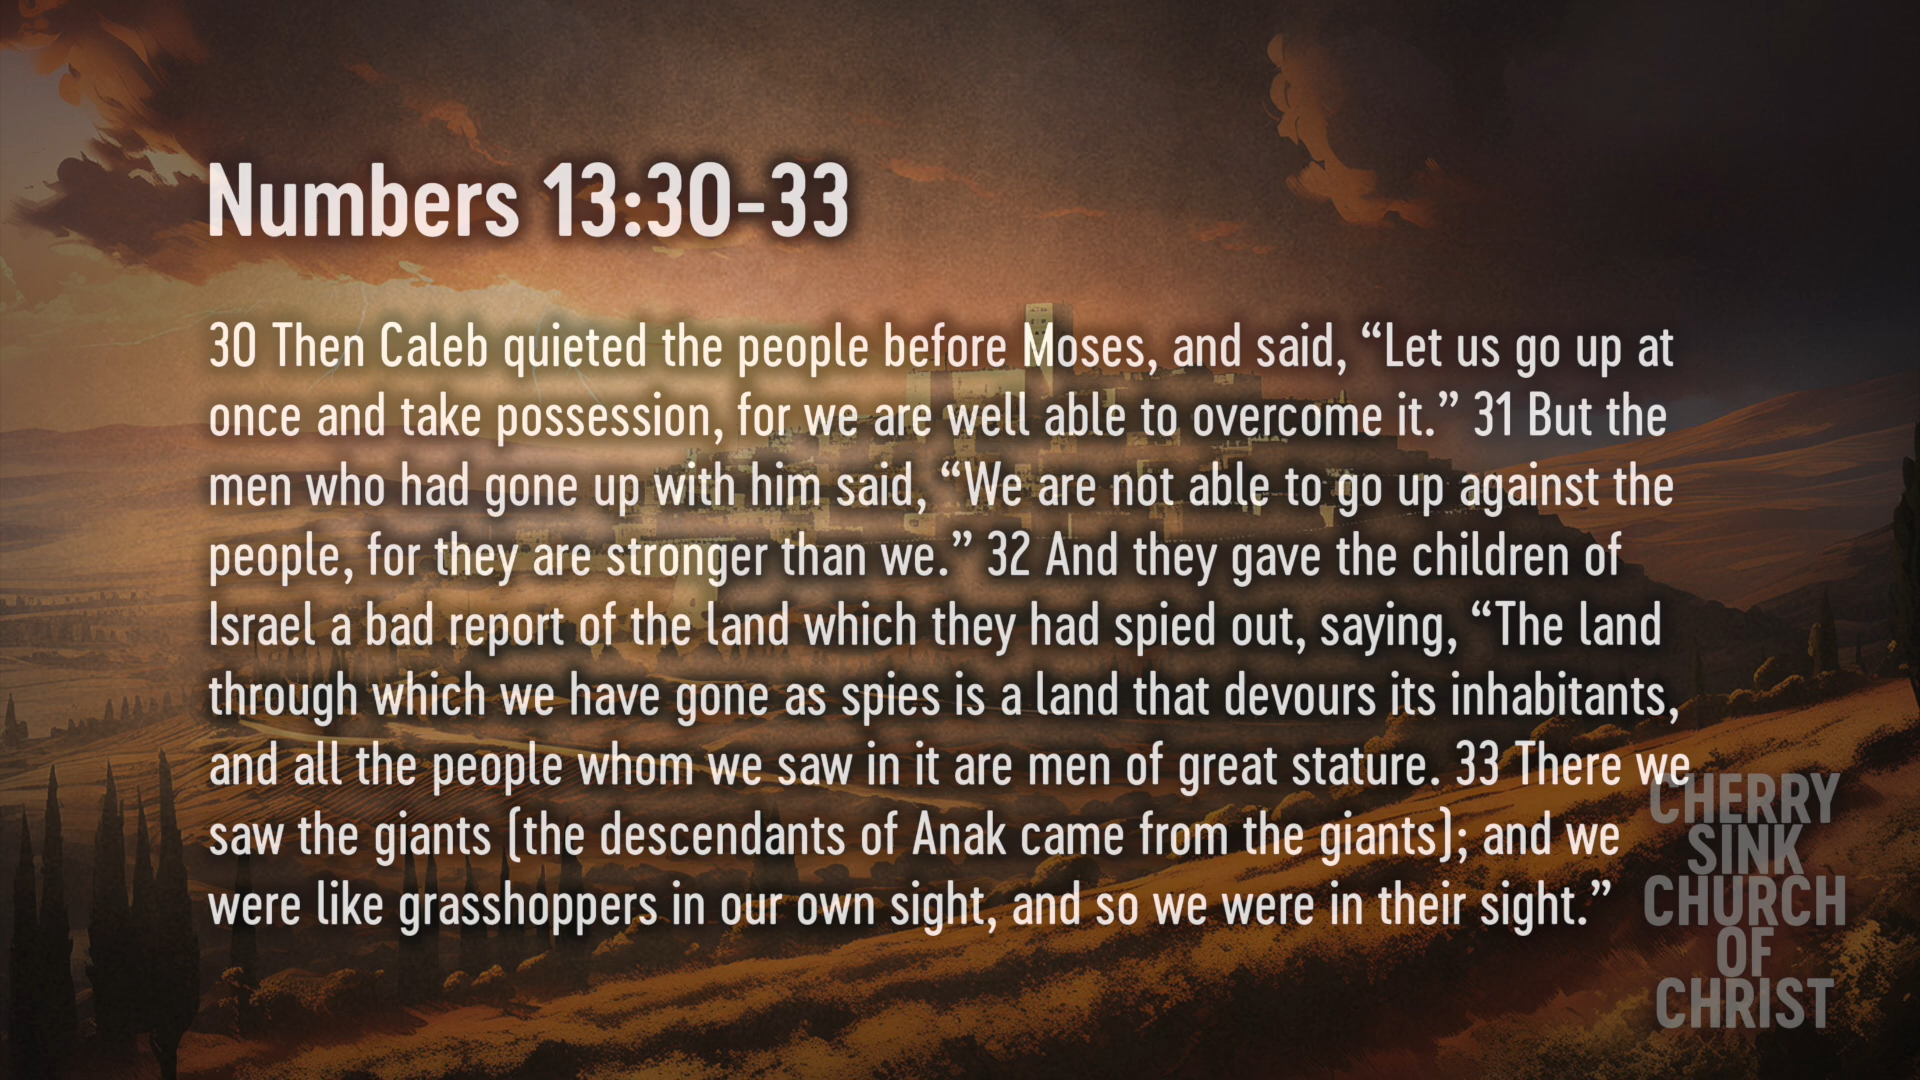 Numbers 13:30-33
30 Then Caleb quieted the people before Moses, and said, “Let us go up at
once and take possession, for we are well able to overcome it.” 31 But the
men who had gone up with him said, “We are not able to go up against the
people, for they are stronger than we.” 32 And they gave the children of
Israel a bad report of the land which they had spied out, saying, “The land
through which we have gone as spies is a land that devours its inhabitants,
and all the people whom we saw in it are men of great stature. 33 There we
saw the giants (the descendants of Anak came from the giants); and we
were like grasshoppers in our own sight, and so we were in their sight.”
CHERRY
SINK
CHURCH
OF
CHRIST